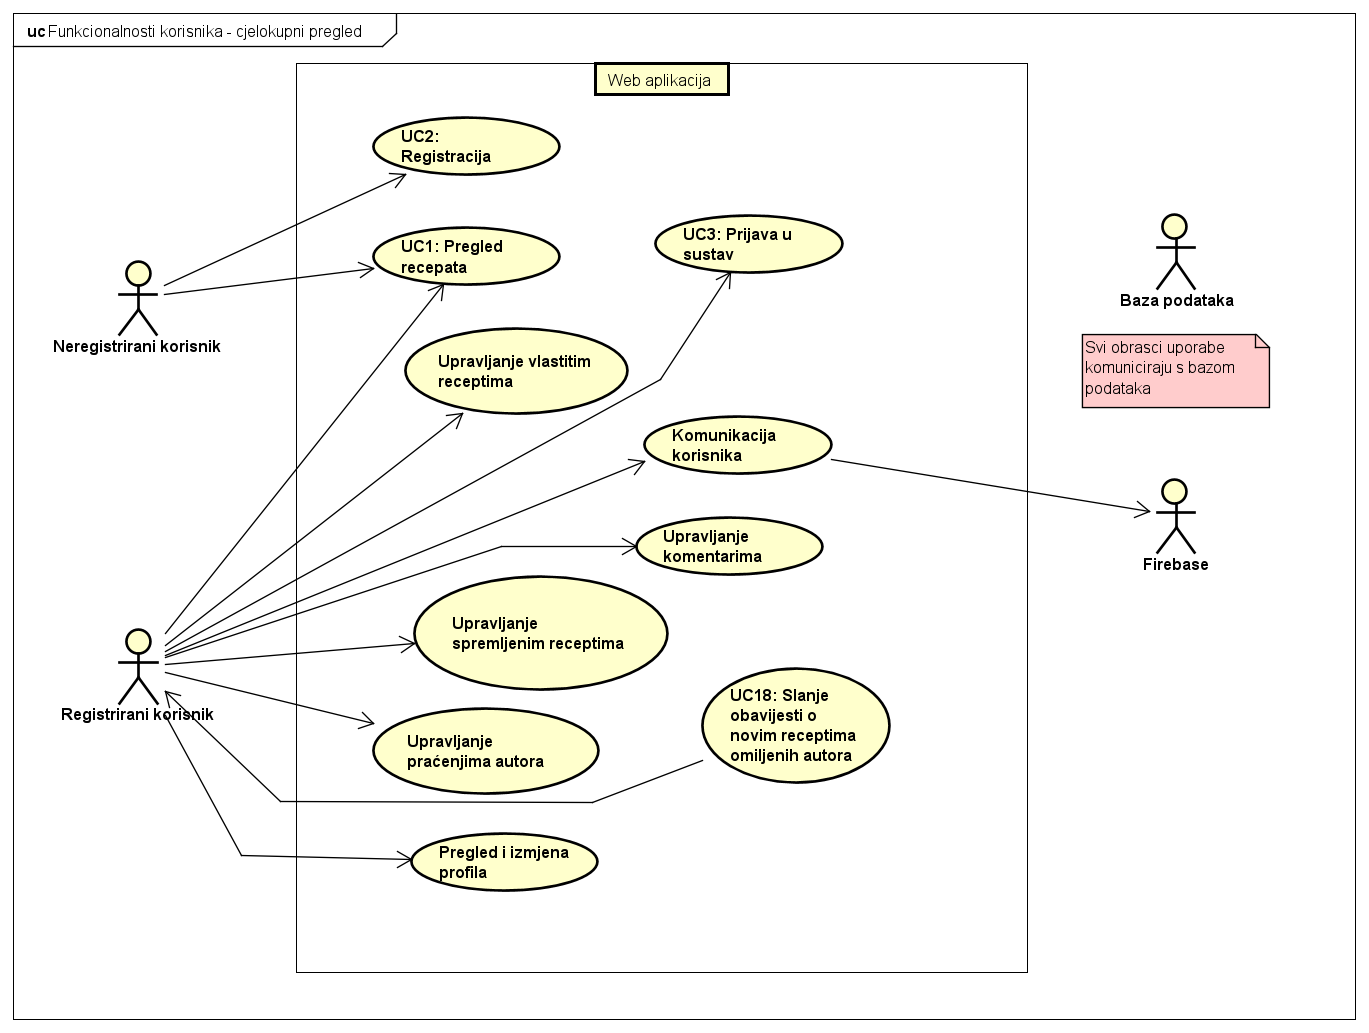 uc Funkcionalnosti korisnika - cjelokupni pregled
Web aplikacija
UC2:
Registracija
UC1: Pregled
recepata
UC3: Prijava u
sustav
Baza podataka
Neregistrirani korisnik
Svi obrasci uporabe
komuniciraju s bazom
podataka
Upravljanje vlastitim
receptima
Komunikacija
korisnika
Firebase
Upravljanje
komentarima
Upravljanje
spremljenim receptima
Registrirani korisnik
UC18: Slanje
obavijesti o
novim receptima
omiljenih autora
Upravljanje
praćenjima autora
Pregled i izmjena
profila